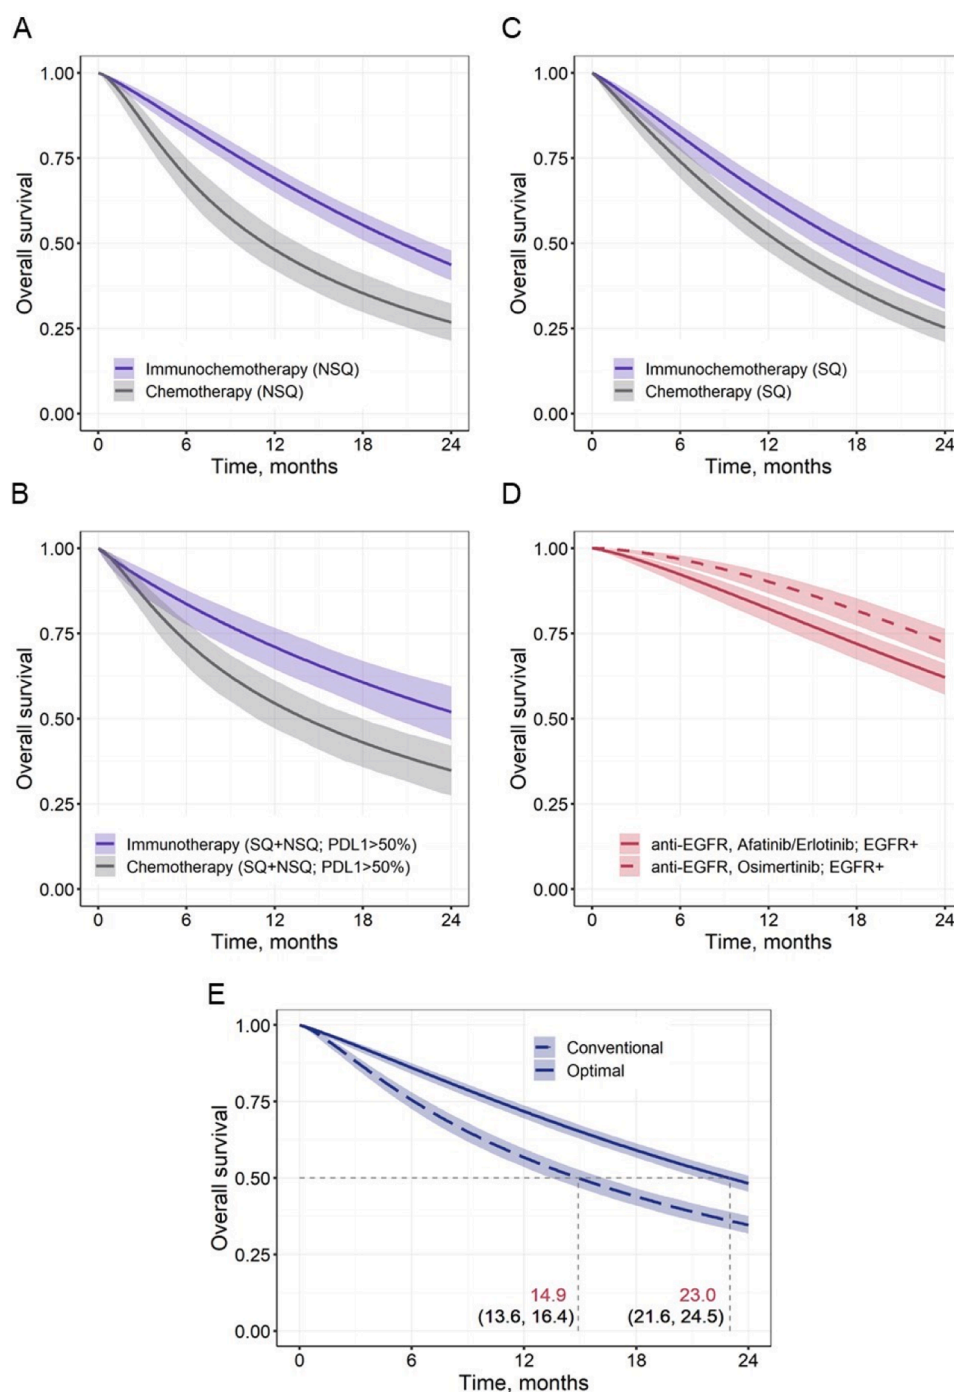 A
Overall survival
1.00
0.75
0.50
0.25
0.00
Immunochemotherapy (NSQ)
Chemotherapy (NSQ)
0 6 12 18 24
Time, months
C
Overall survival
1.00
0.75
0.50
0.25
0.00
Immunochemotherapy (SQ)
Chemotherapy (SQ)
0 6 12 18 24
Time, months
B
Overall survival
1.00
0.75
0.50
0.25
0.00
Immunotherapy (SQ+NSQ; PDL1>50%)
Chemotherapy (SQ+NSQ; PDL1>50%)
0 6 12 18 24
Time, months
D
Overall survival
1.00
0.75
0.50
0.25
0.00
anti-EGFR, Afatinib/Erlotinib; EGFR+
anti-EGFR, Osimertinib; EGFR+
0 6 12 18 24
Time, months
E
Overall survival
1.00
0.75
0.50
0.25
0.00
Conventional
Optimal
14.9
(13.6, 16.4)
23.0
(21.6, 24.5)
0 6 12 18 24
Time, months